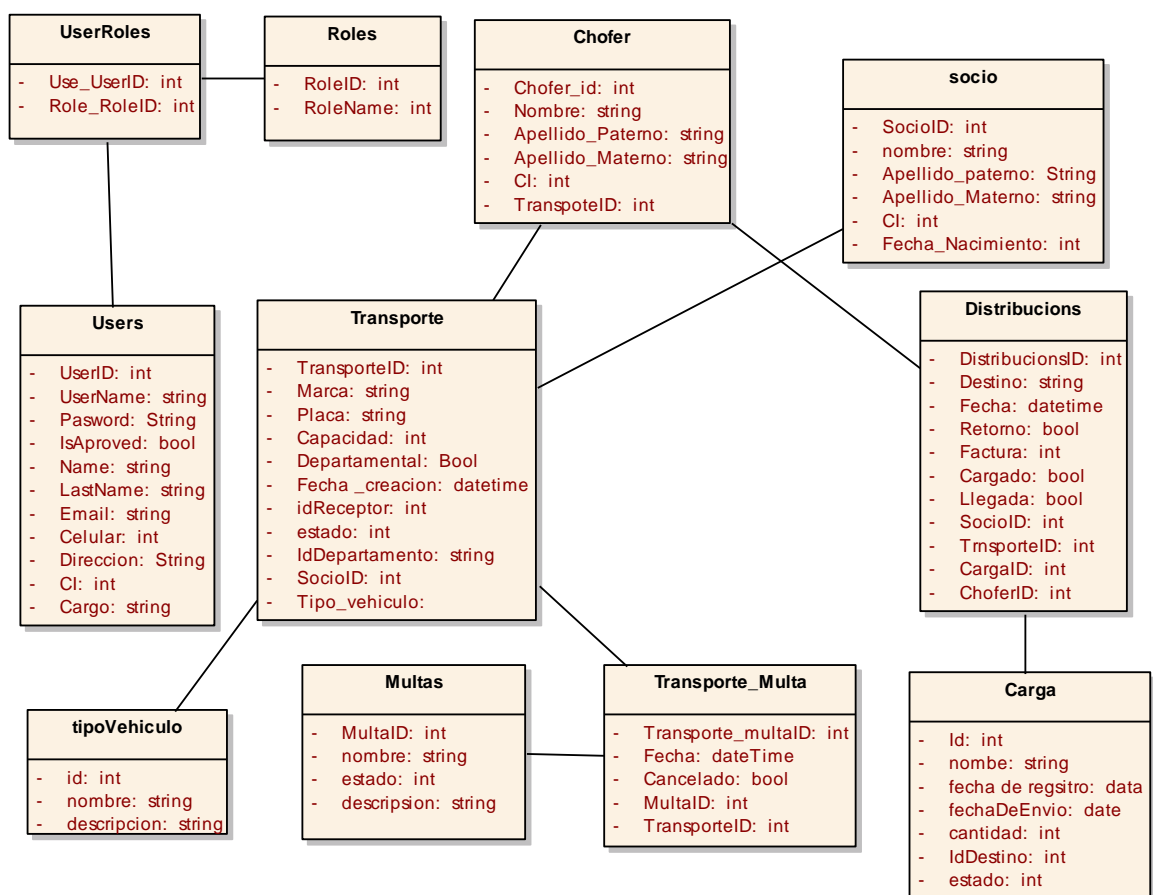 UserRoles
- Use_UserID: int
- Role_RoleID: int
Roles
- RoleID: int
- RoleName: int
Chofer
- Chofer_id: int
- Nombre: string
- Apellido_Paterno: string
- Apellido_Materno: string
- CI: int
- TranspoteID: int
socio
- SocioID: int
- nombre: string
- Apellido_paterno: String
- Apellido_Materno: string
- CI: int
- Fecha_Nacimiento: int
Users
- UserID: int
- UserName: string
- Pasword: String
- IsAproved: bool
- Name: string
- LastName: string
- Email: string
- Celular: int
- Direccion: String
- CI: int
- Cargo: string
Transporte
- TransporteID: int
- Marca: string
- Placa: string
- Capacidad: int
- Departamental: Bool
- Fecha _creacion: datetime
- idReceptor: int
- estado: int
- IdDepartamento: string
- SocioID: int
- Tipo_vehiculo:
Distribucions
- DistribucionsID: int
- Destino: string
- Fecha: datetime
- Retorno: bool
- Factura: int
- Cargado: bool
- Llegada: bool
- SocioID: int
- TrnsporteID: int
- CargaID: int
- ChoferID: int
tipoVehiculo
- id: int
- nombre: string
- descripcion: string
Multas
- MultaID: int
- nombre: string
- estado: int
- descripsion: string
Transporte_Multa
- Transporte_multaID: int
- Fecha: dateTime
- Cancelado: bool
- MultaID: int
- TransporteID: int
Carga
- Id: int
- nombe: string
- fecha de regsitro: data
- fechaDeEnvio: date
- cantidad: int
- IdDestino: int
- estado: int